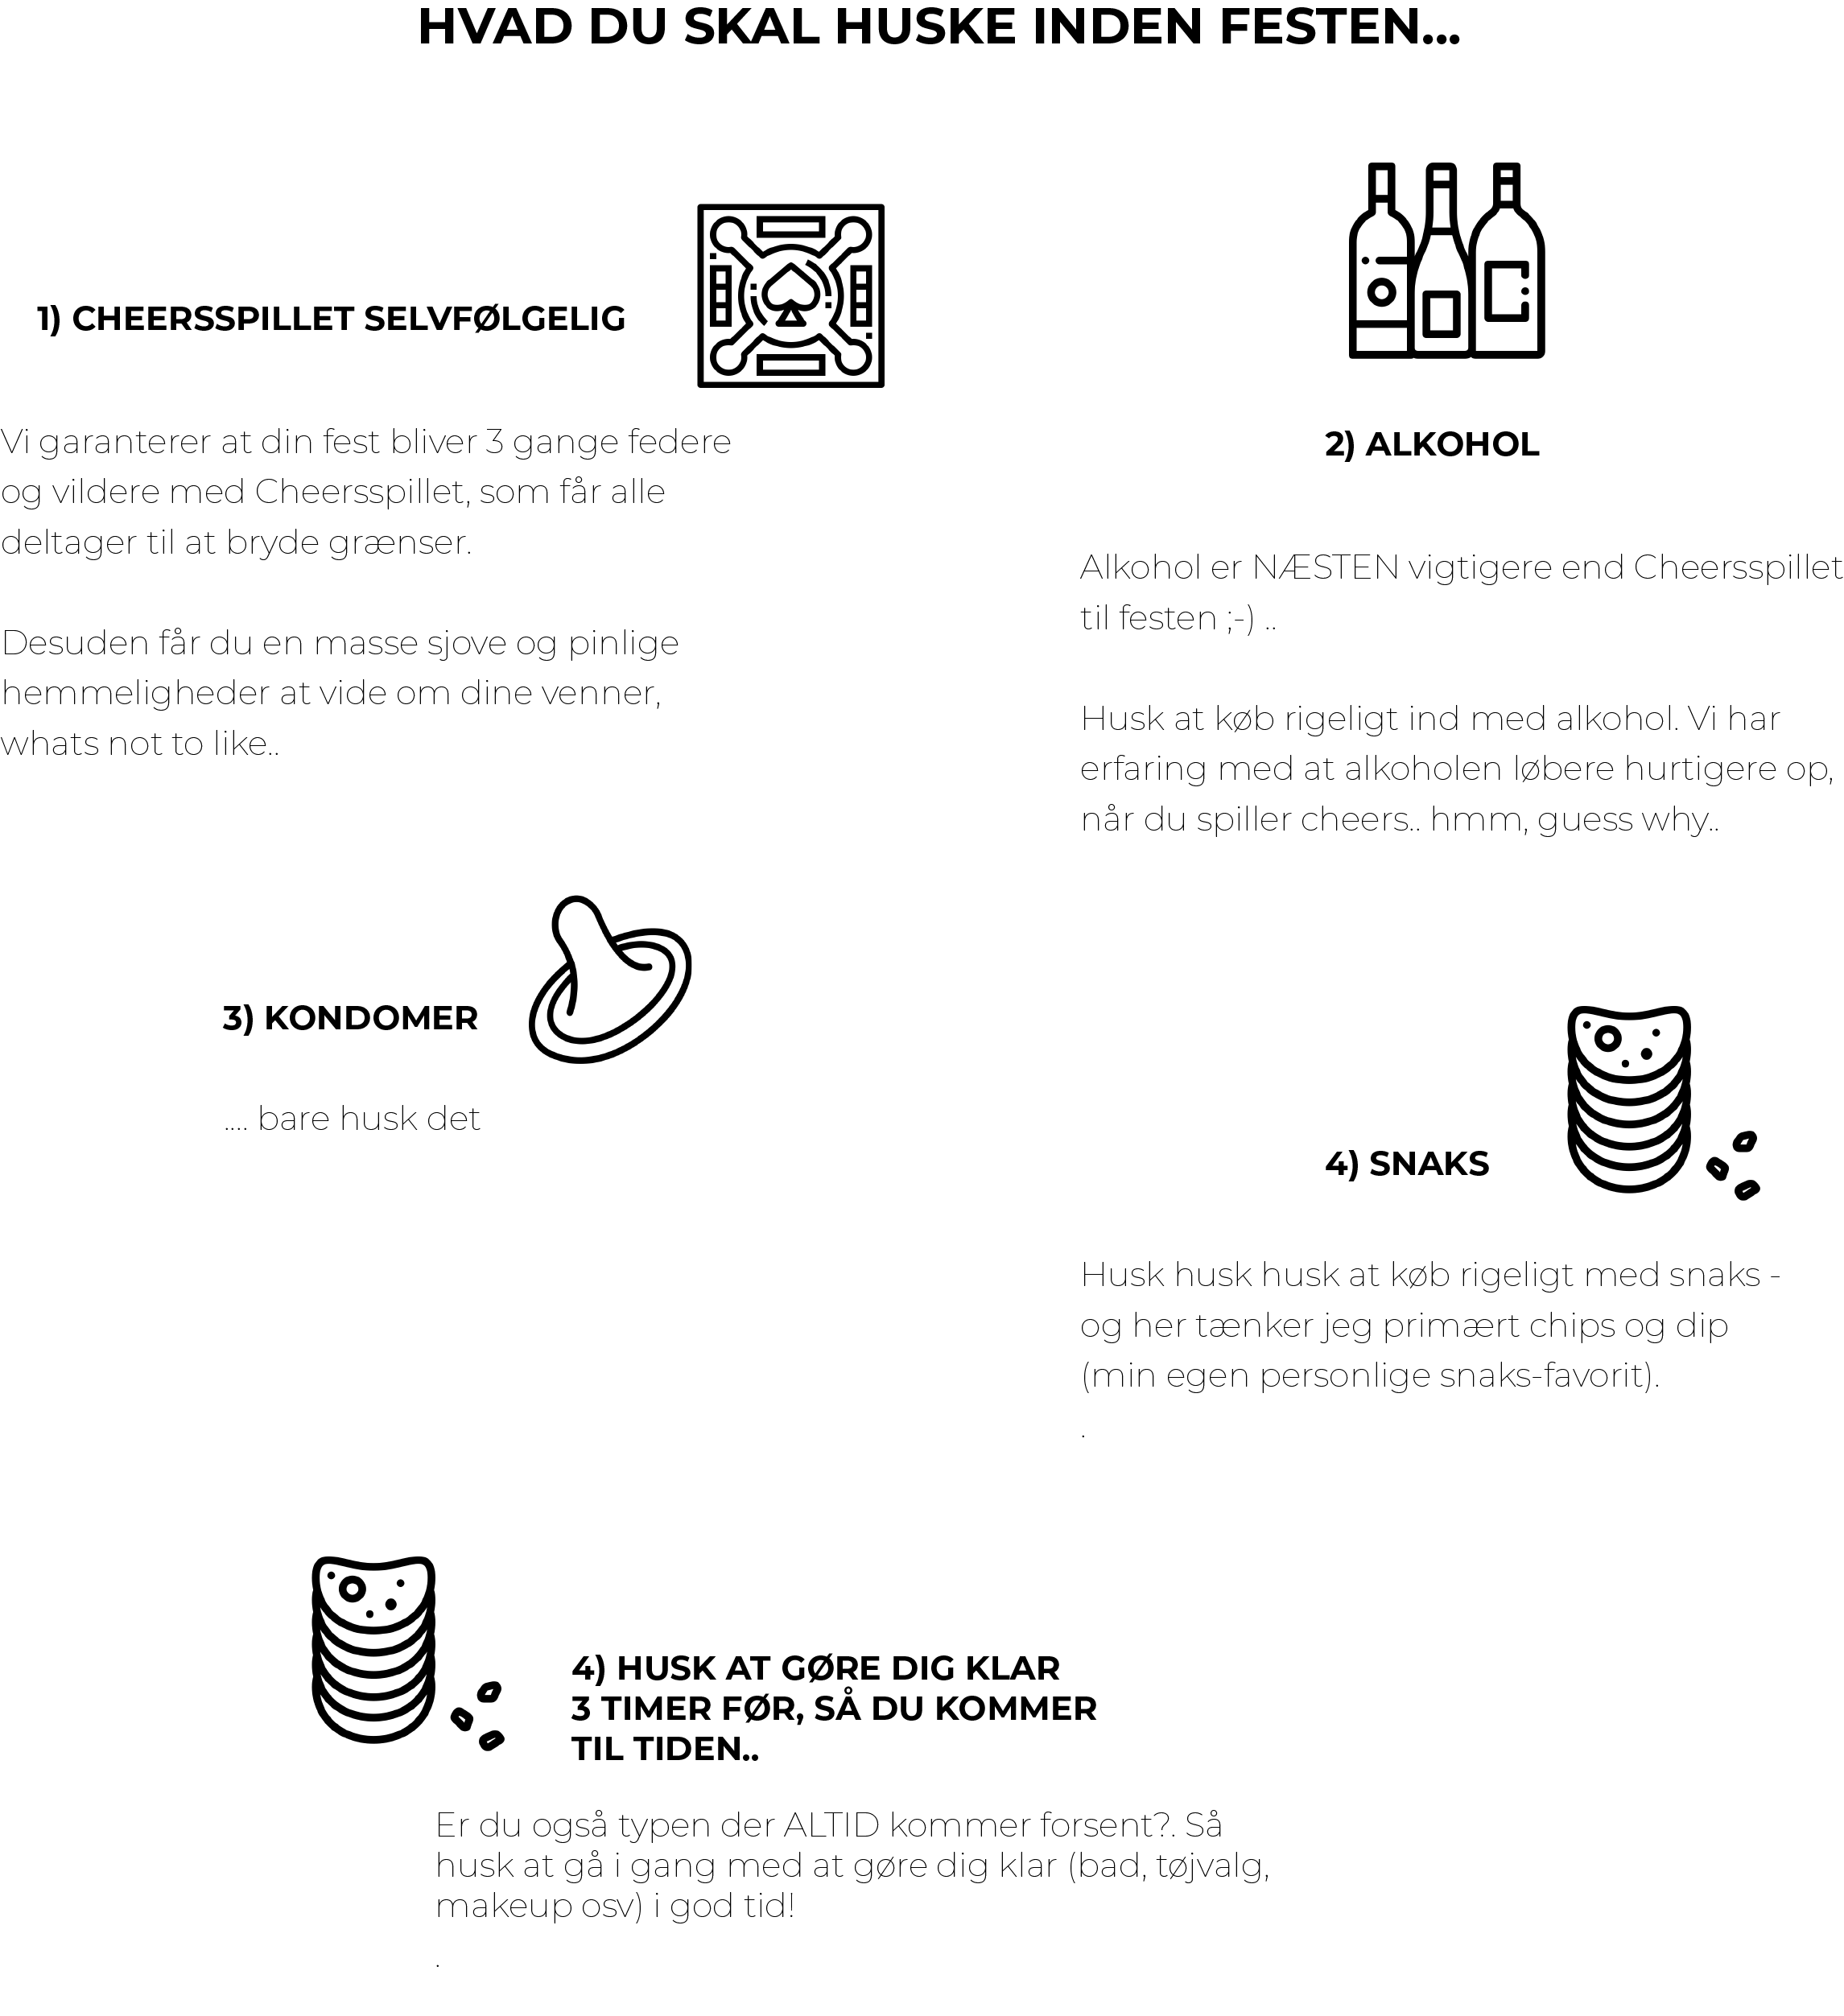 HVAD DU SKAL HUSKE INDEN FESTEN...
1) CHEERSSPILLET SELVFØLGELIG
Vi garanterer at din fest bliver 3 gange federe
og vildere med Cheersspillet, som får alle
deltager til at bryde grænser.
Desuden får du en masse sjove og pinlige
hemmeligheder at vide om dine venner,
whats not to like..
2) ALKOHOL
Alkohol er NÆSTEN vigtigere end Cheersspillet
til festen ;-) ..
Husk at køb rigeligt ind med alkohol. Vi har
erfaring med at alkoholen løbere hurtigere op,
når du spiller cheers.. hmm, guess why..
3) KONDOMER
.... bare husk det
4) SNAKS
Husk husk husk at køb rigeligt med snaks -
og her tænker jeg primært chips og dip
(min egen personlige snaks-favorit).
.
4) HUSK AT GØRE DIG KLAR
3 TIMER FØR, SÅ DU KOMMER
TIL TIDEN..
Er du også typen der ALTID kommer forsent?. Så
husk at gå i gang med at gøre dig klar (bad, tøjvalg,
makeup osv) i god tid!
.